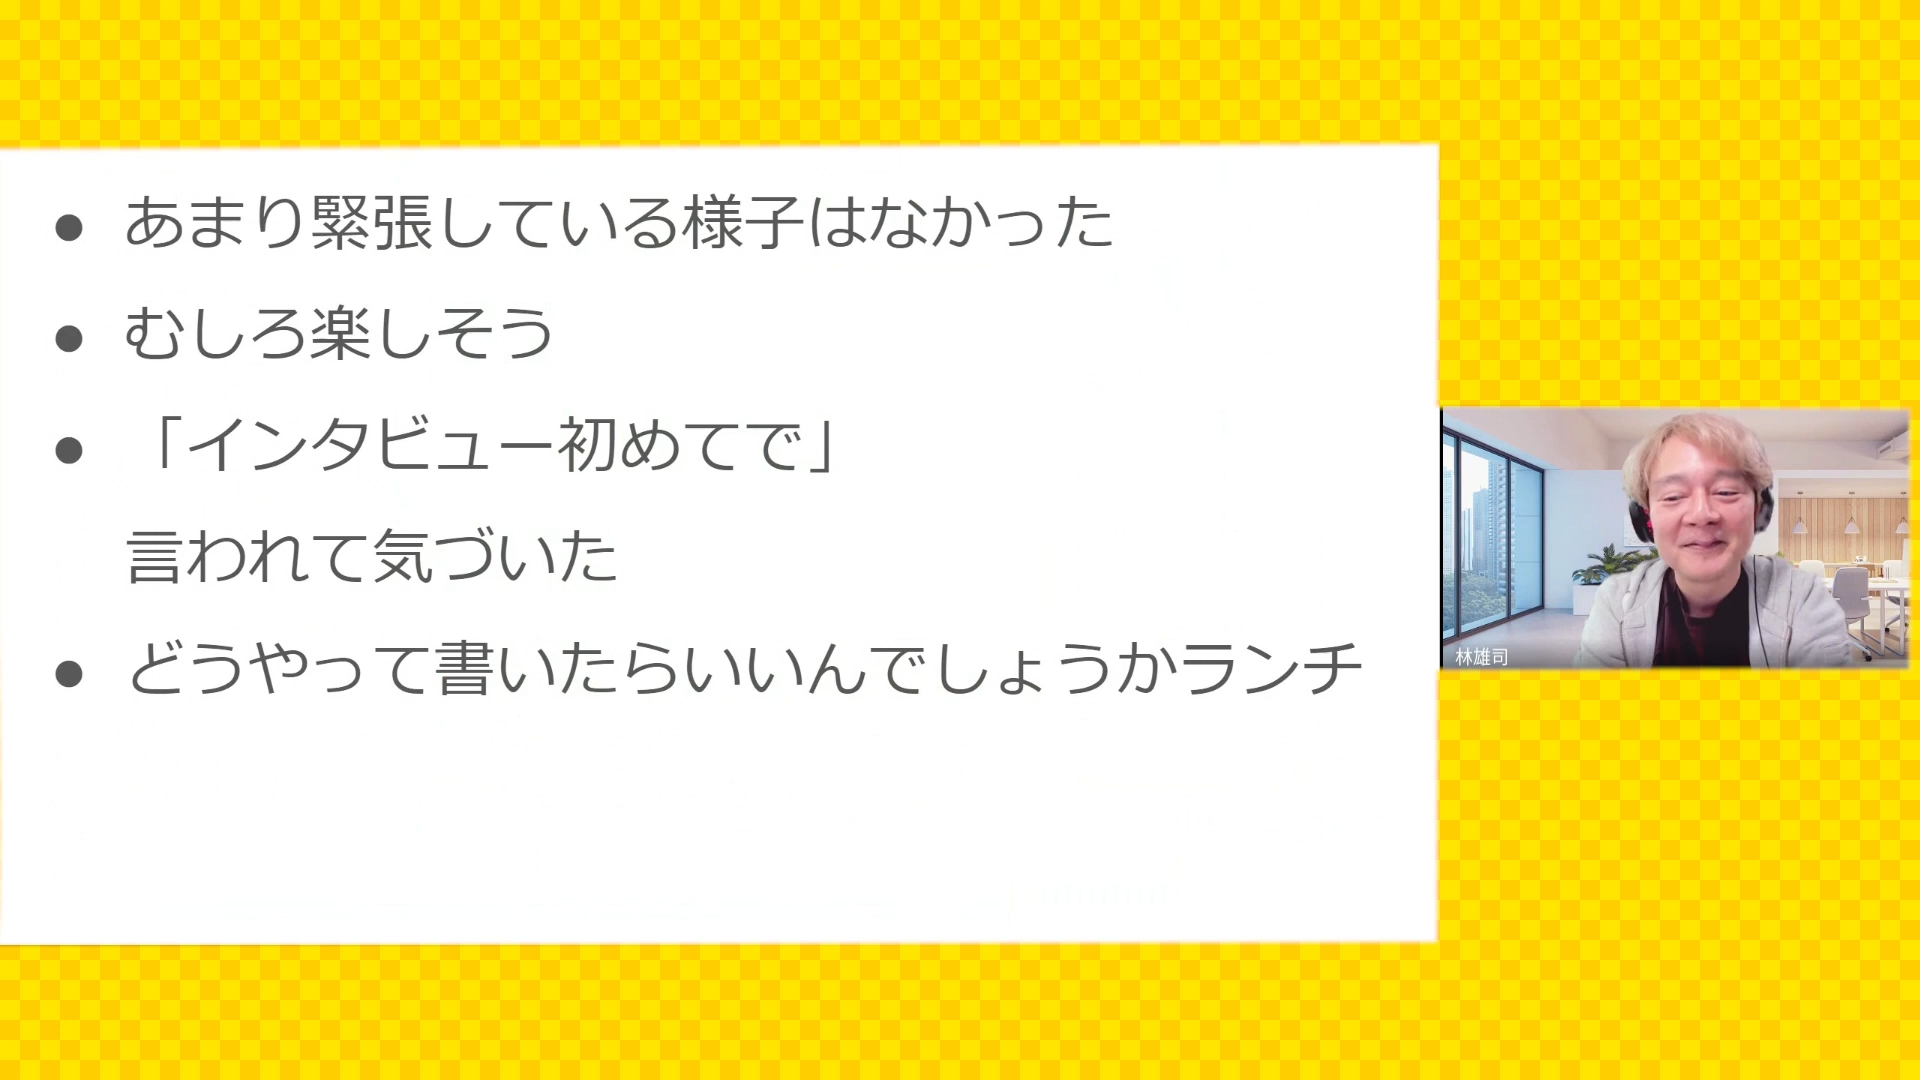 ● あまり緊張している様子はなかった
● むしろ楽しそう
● 「インタビュー初めてで」
言われて気づいた
● どうやって書いたらいいんでしょうかランチ
林雄司